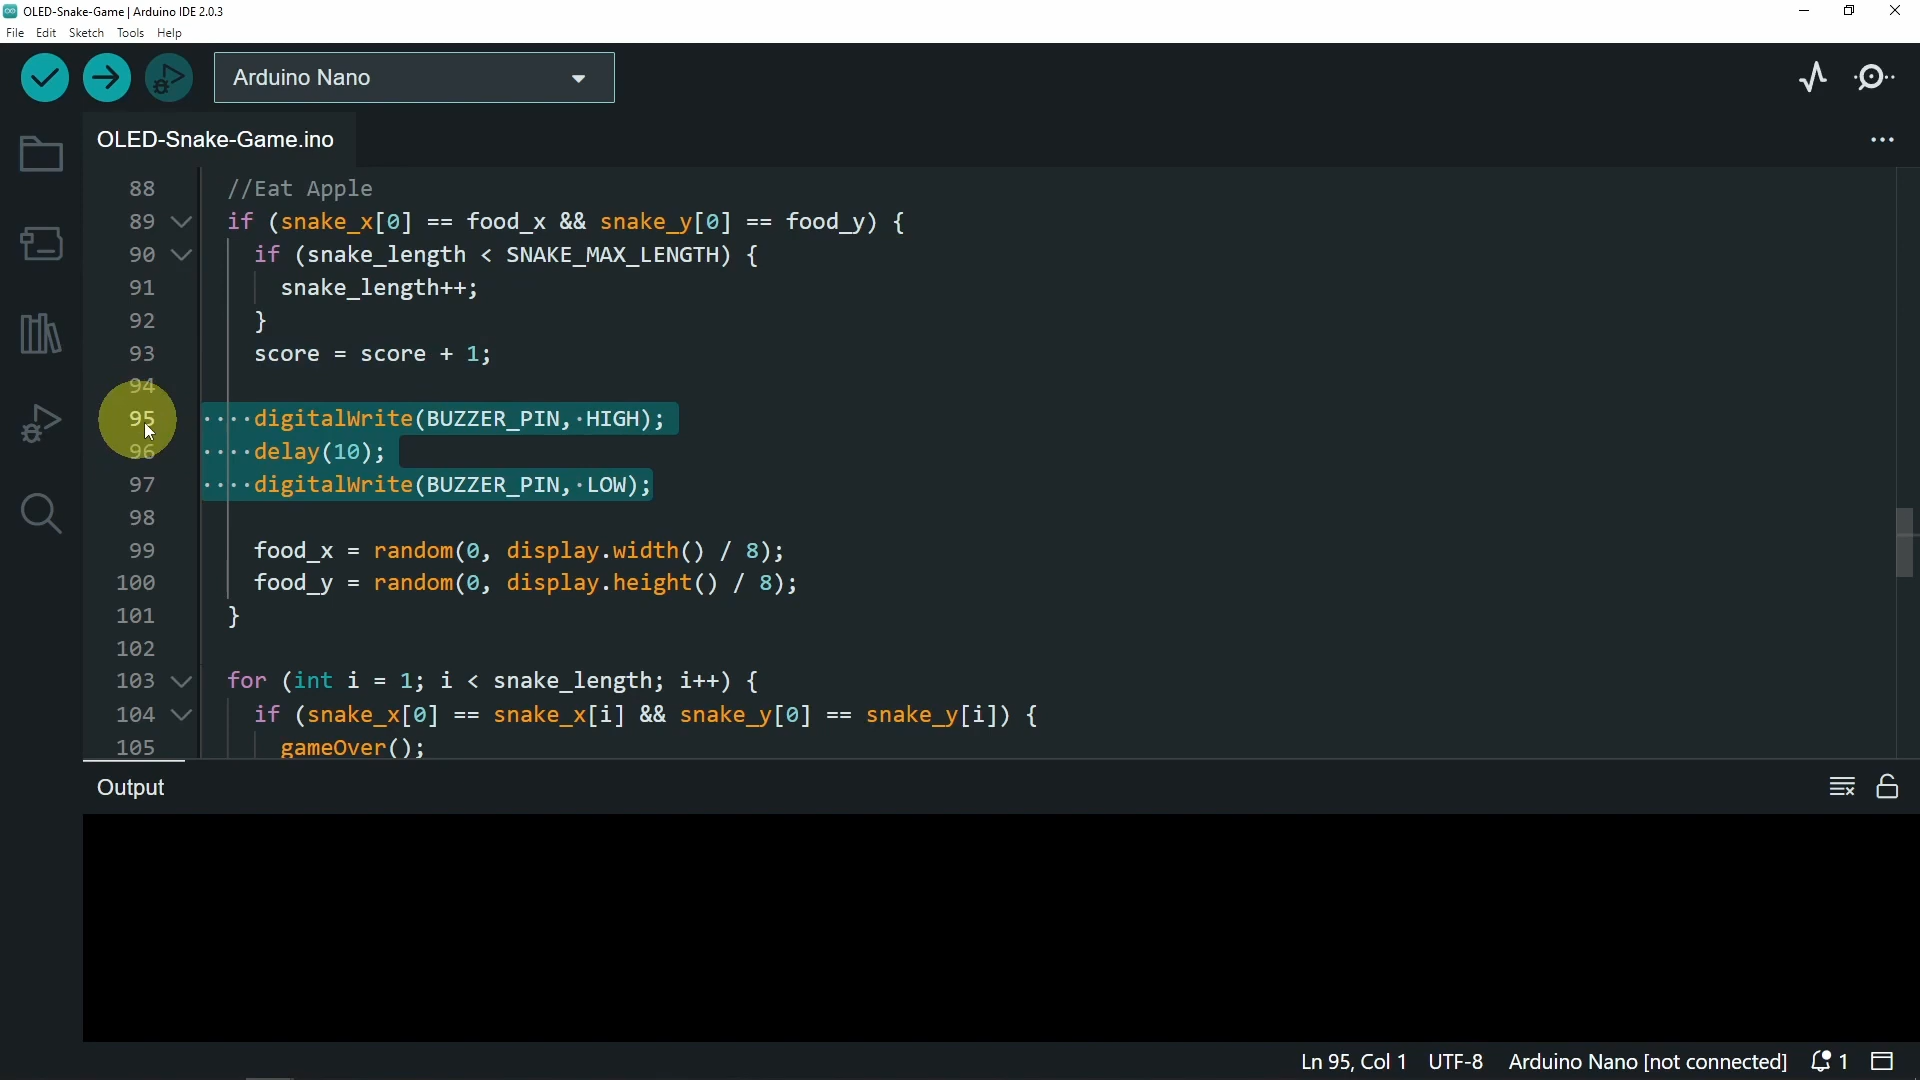 OLED-Snake-Game | Arduino IDE 2.0.3
File Edit Sketch Tools Help
Arduino Nano
OLED-Snake-Game.ino
88 //Eat Apple
89 if (snake_x[0] == food_x && snake_y[0] == food_y) {
90 if (snake_length < SNAKE_MAX_LENGTH) {
91 snake_length++;
92 }
93 score = score + 1;
94
95 ····digitalWrite(BUZZER_PIN,·HIGH);
96 ····delay(10);
97 ····digitalWrite(BUZZER_PIN,·LOW);
98
99 food_x = random(0, display.width() / 8);
100 food_y = random(0, display.height() / 8);
101 }
102
103 for (int i = 1; i < snake_length; i++) {
104 if (snake_x[0] == snake_x[i] && snake_y[0] == snake_y[i]) {
105 gameOver();
Output
Ln 95, Col 1 UTF-8 Arduino Nano [not connected] 1